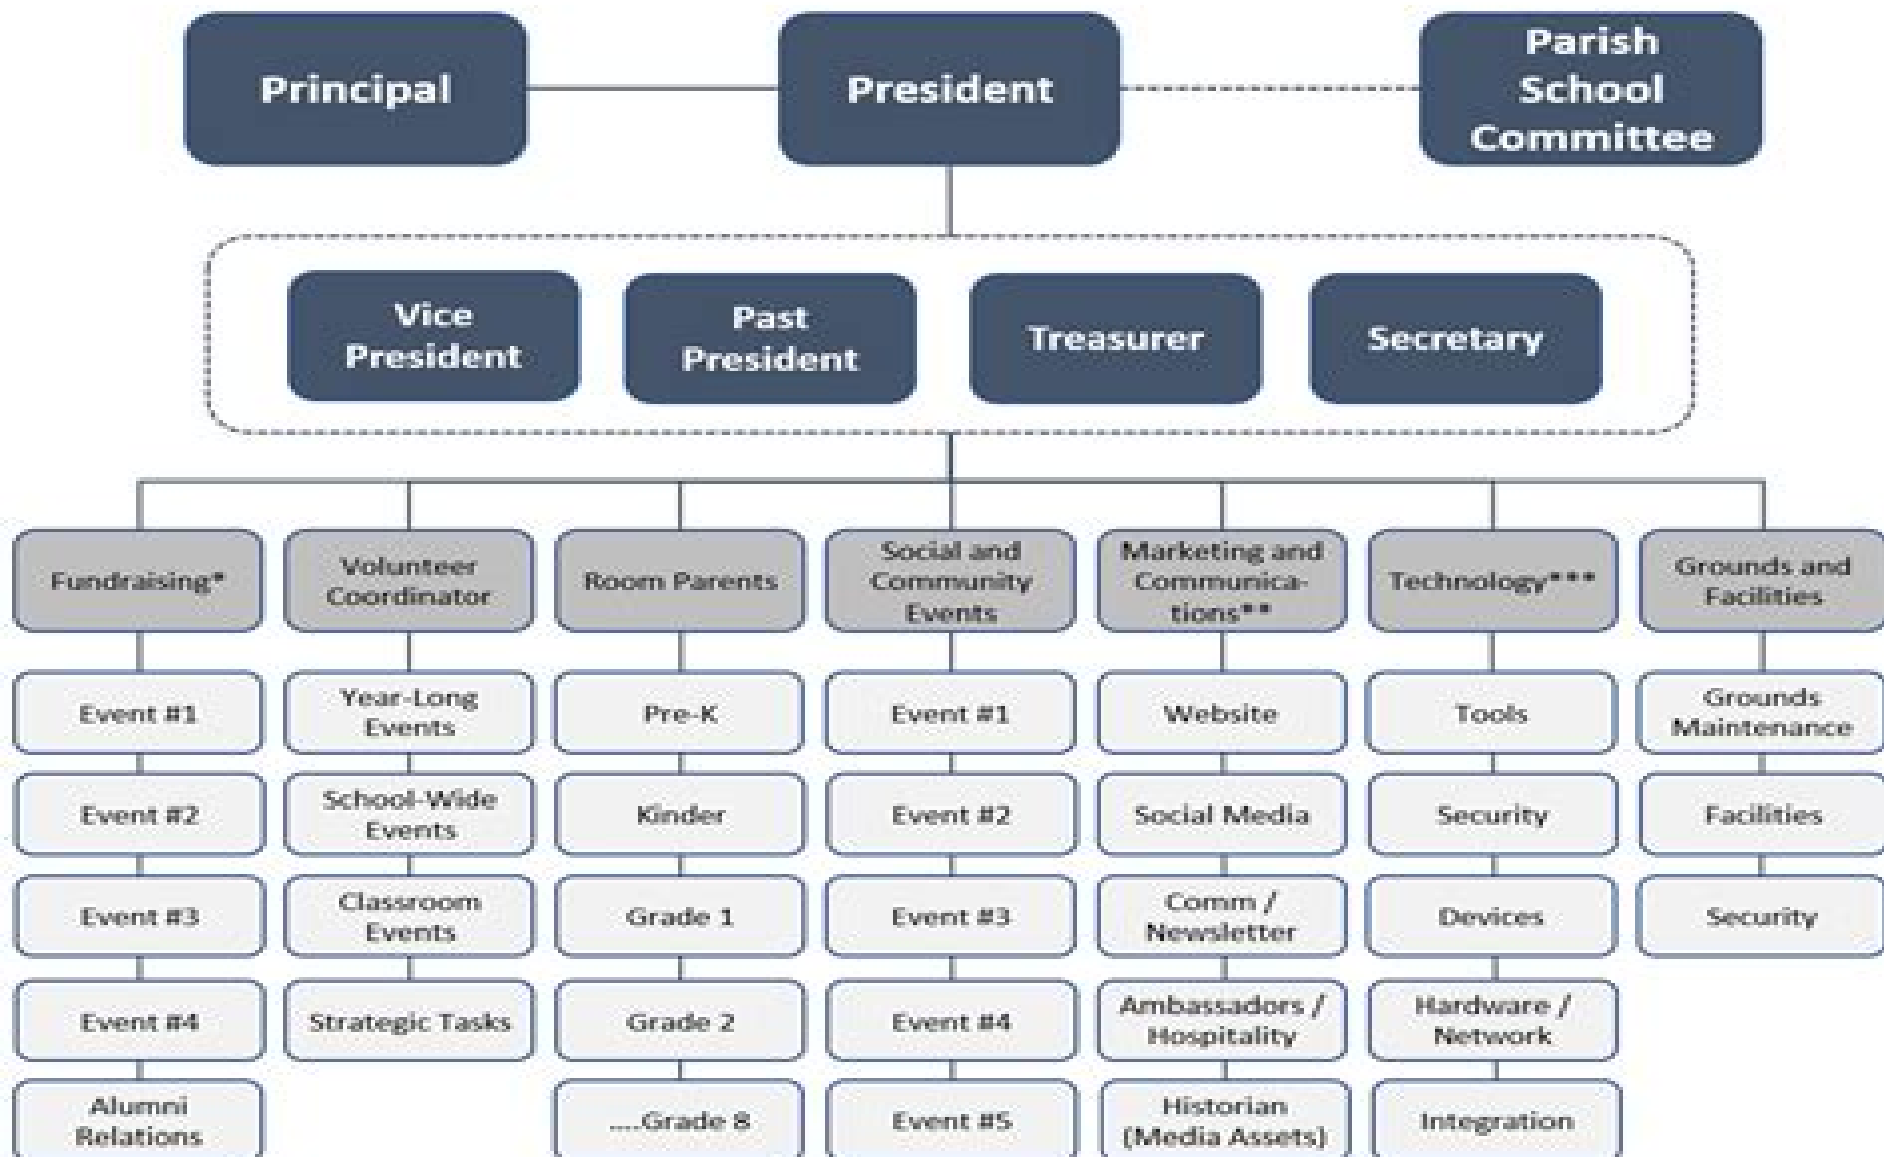 Principal
President
Parish
School
Committee
Vice
President
Past
President
Treasurer
Secretary
Fundraising*
Volunteer
Coordinator
Room Parents
Social and
Community
Events
Marketing and
Communica-
tions**
Technology***
Grounds and
Facilities
Event #1
Year-Long
Events
Pre-K
Event #1
Website
Tools
Grounds
Maintenance
Event #2
School-Wide
Events
Kinder
Event #2
Social Media
Security
Facilities
Event #3
Classroom
Events
Grade 1
Event #3
Comm /
Newsletter
Devices
Security
Event #4
Strategic Tasks
Grade 2
Event #4
Ambassadors /
Hospitality
Hardware /
Network
Alumni
Relations
....Grade 8
Event #5
Historian
(Media Assets)
Integration